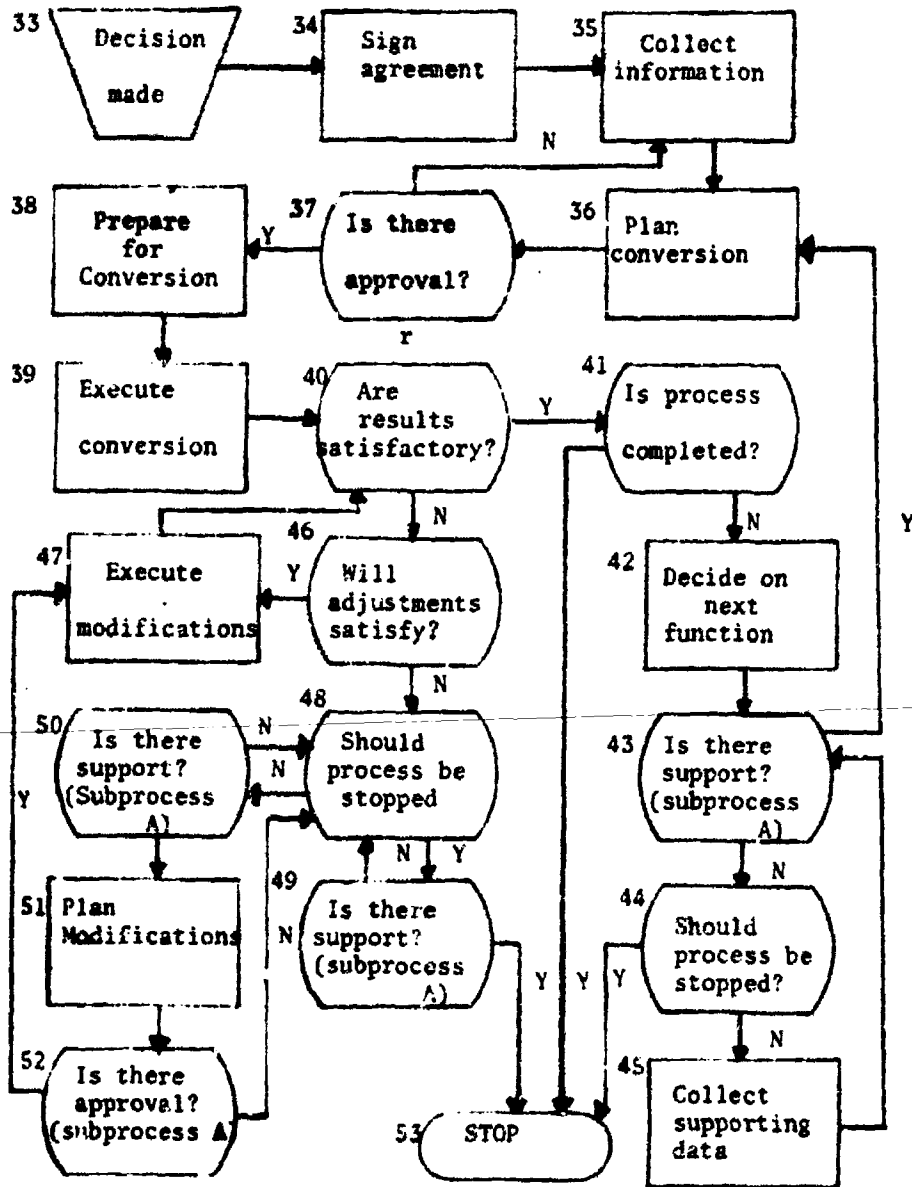 33
Decision
made
34
Sign
agreement
35
Collect
information
N
38
Prepare
for
Conversion
Y
37
Is there
approval?
r
36
Plan
conversion
39
Execute
conversion
40
Are
results
satisfactory?
Y
41
Is process
completed?
N
N
Y
47
Execute
modifications
Y
46
Will
adjustments
satisfy?
42
Decide on
next
function
N
50
Is there
support?
(Subprocess
A)
N
N
Y
48
Should
process be
stopped
43
Is there
support?
(subprocess
A)
N
Y
N
51
Plan
Modifications
49
N
Is there
support?
(subprocess
A)
Y
Y
Y
44
Should
process be
stopped?
N
52
Is there
approval?
(subprocess A
53
STOP
45
Collect
supporting
data